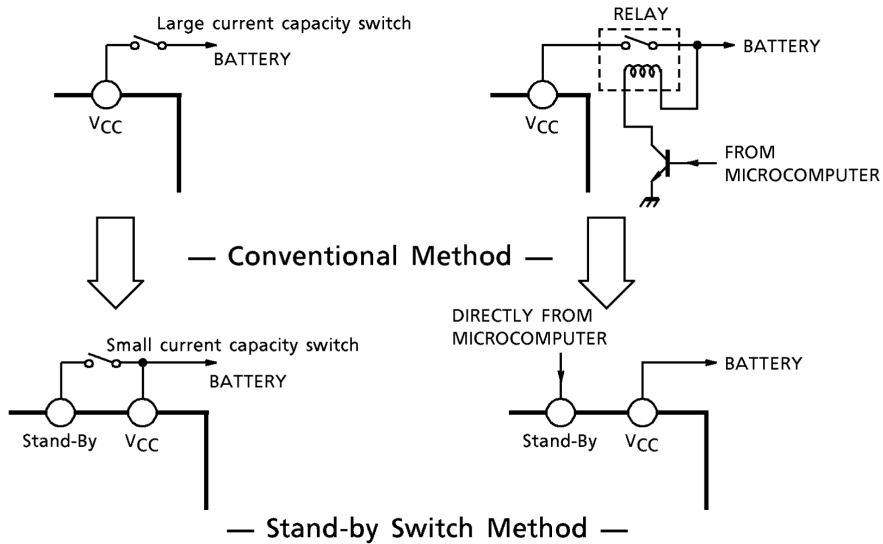 Large current capacity switch
BATTERY
VCC
RELAY
BATTERY
VCC
FROM
MICROCOMPUTER
— Conventional Method —
Small current capacity switch
BATTERY
Stand-By
VCC
DIRECTLY FROM
MICROCOMPUTER
BATTERY
Stand-By
VCC
— Stand-by Switch Method —